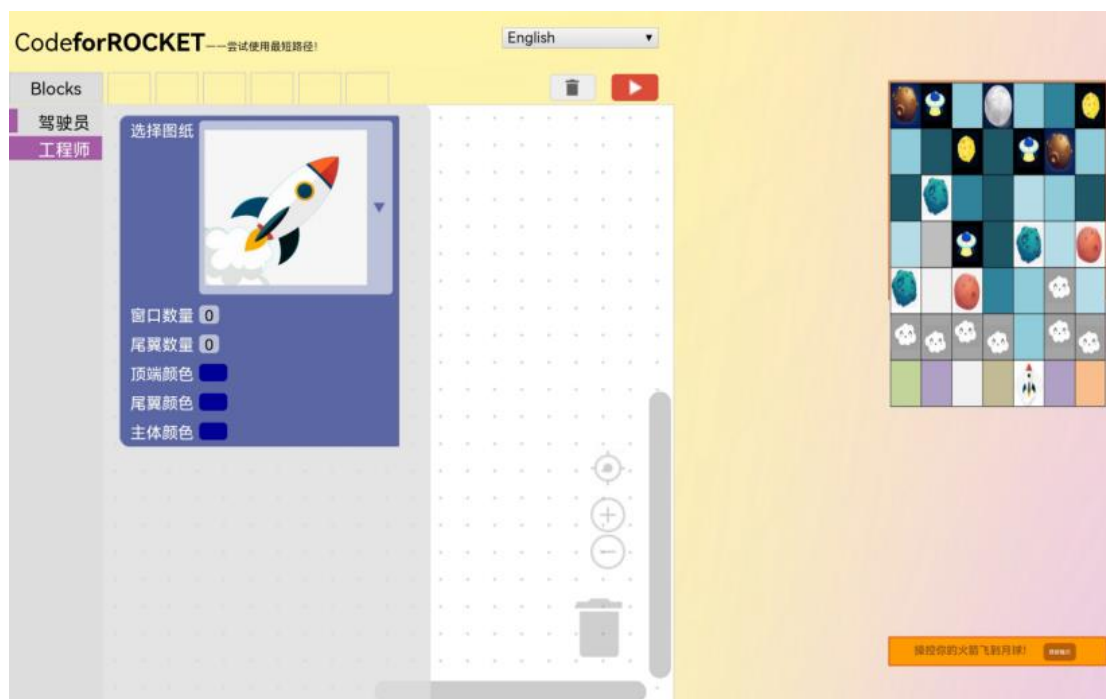 CodeforROCKET——尝试使用最短路径!
English
Blocks
驾驶员
工程师
选择图纸
窗口数量 0
尾翼数量 0
顶端颜色
尾翼颜色
主体颜色
操控你的火箭飞到月球!